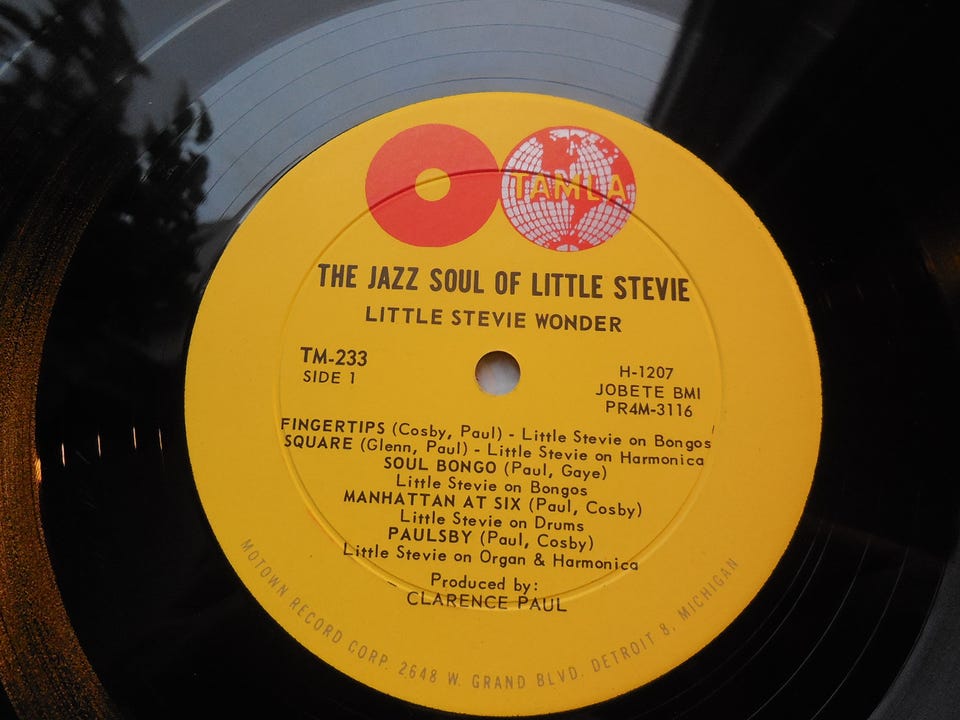 TAMLA
THE JAZZ SOUL OF LITTLE STEVIE
LITTLE STEVIE WONDER
TM-233
SIDE 1
H-1207
JOBETE BMI
PR4M-3116
FINGERTIPS (Cosby, Paul) - Little Stevie on Bongos
SQUARE (Glenn, Paul) - Little Stevie on Harmonica
SOUL BONGO (Paul, Gaye)
Little Stevie on Bongos
MANHATTAN AT SIX (Paul, Cosby)
Little Stevie on Drums
PAULSBY (Paul, Cosby)
Little Stevie on Organ & Harmonica
Produced by:
CLARENCE PAUL
MOTOWN RECORD CORP. 2648 W. GRAND BLVD. DETROIT 8, MICHIGAN